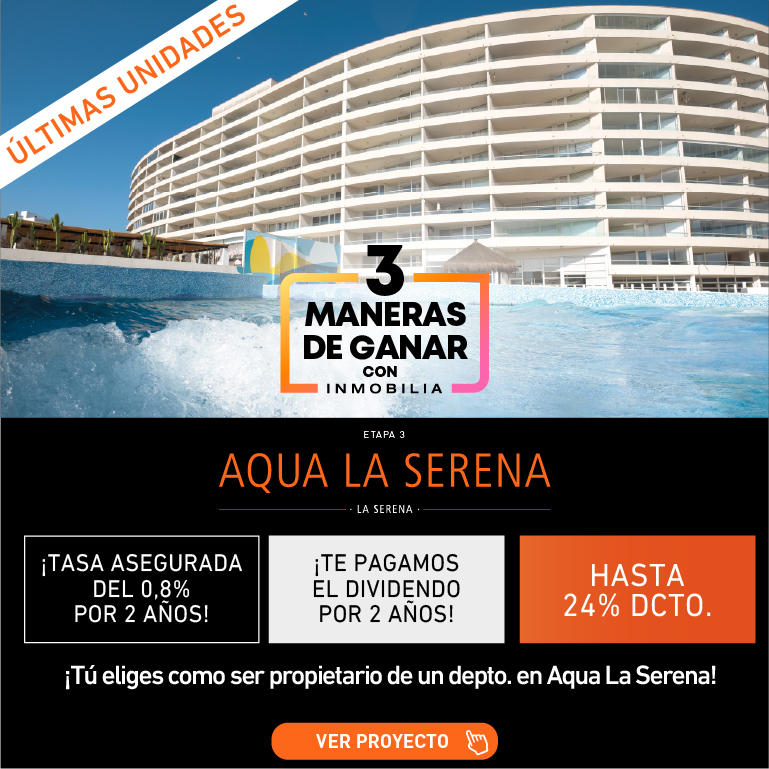 ÚLTIMAS UNIDADES
3
MANERAS
DE GANAR
CON
INMOBILIA
ETAPA 3
AQUA LA SERENA
· LA SERENA ·
¡TASA ASEGURADA
DEL 0,8%
POR 2 AÑOS!
¡TE PAGAMOS
EL DIVIDENDO
POR 2 AÑOS!
HASTA
24% DCTO.
¡Tú eliges como ser propietario de un depto. en Aqua La Serena!
VER PROYECTO